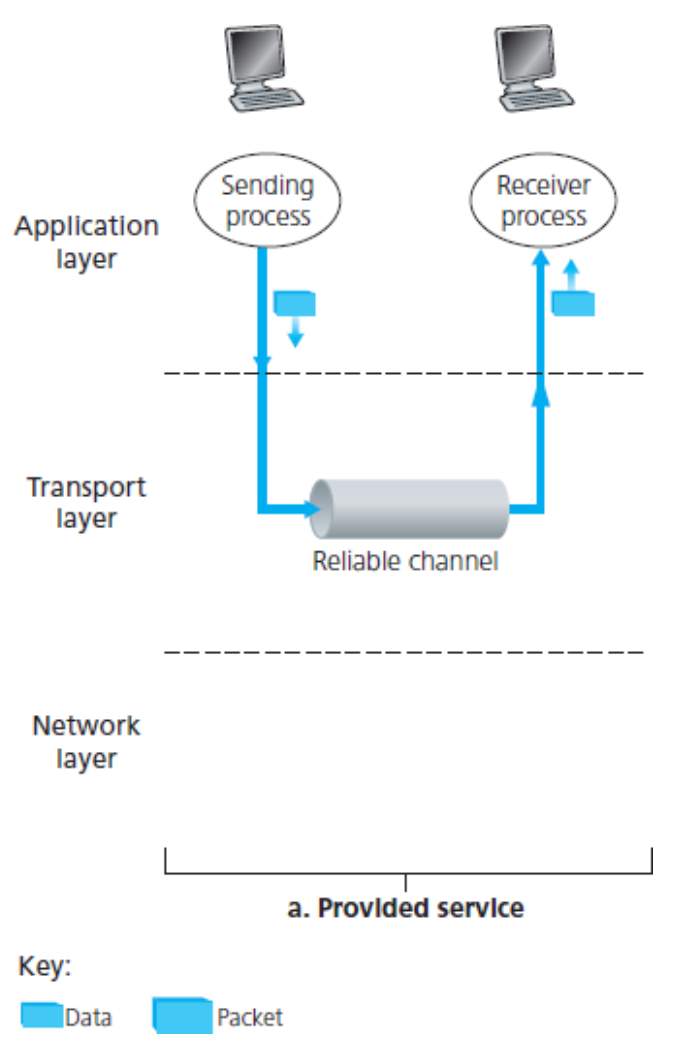 Sending
process
Receiver
process
Application
layer
Transport
layer
Reliable channel
Network
layer
a. Provided service
Key:
Data
Packet